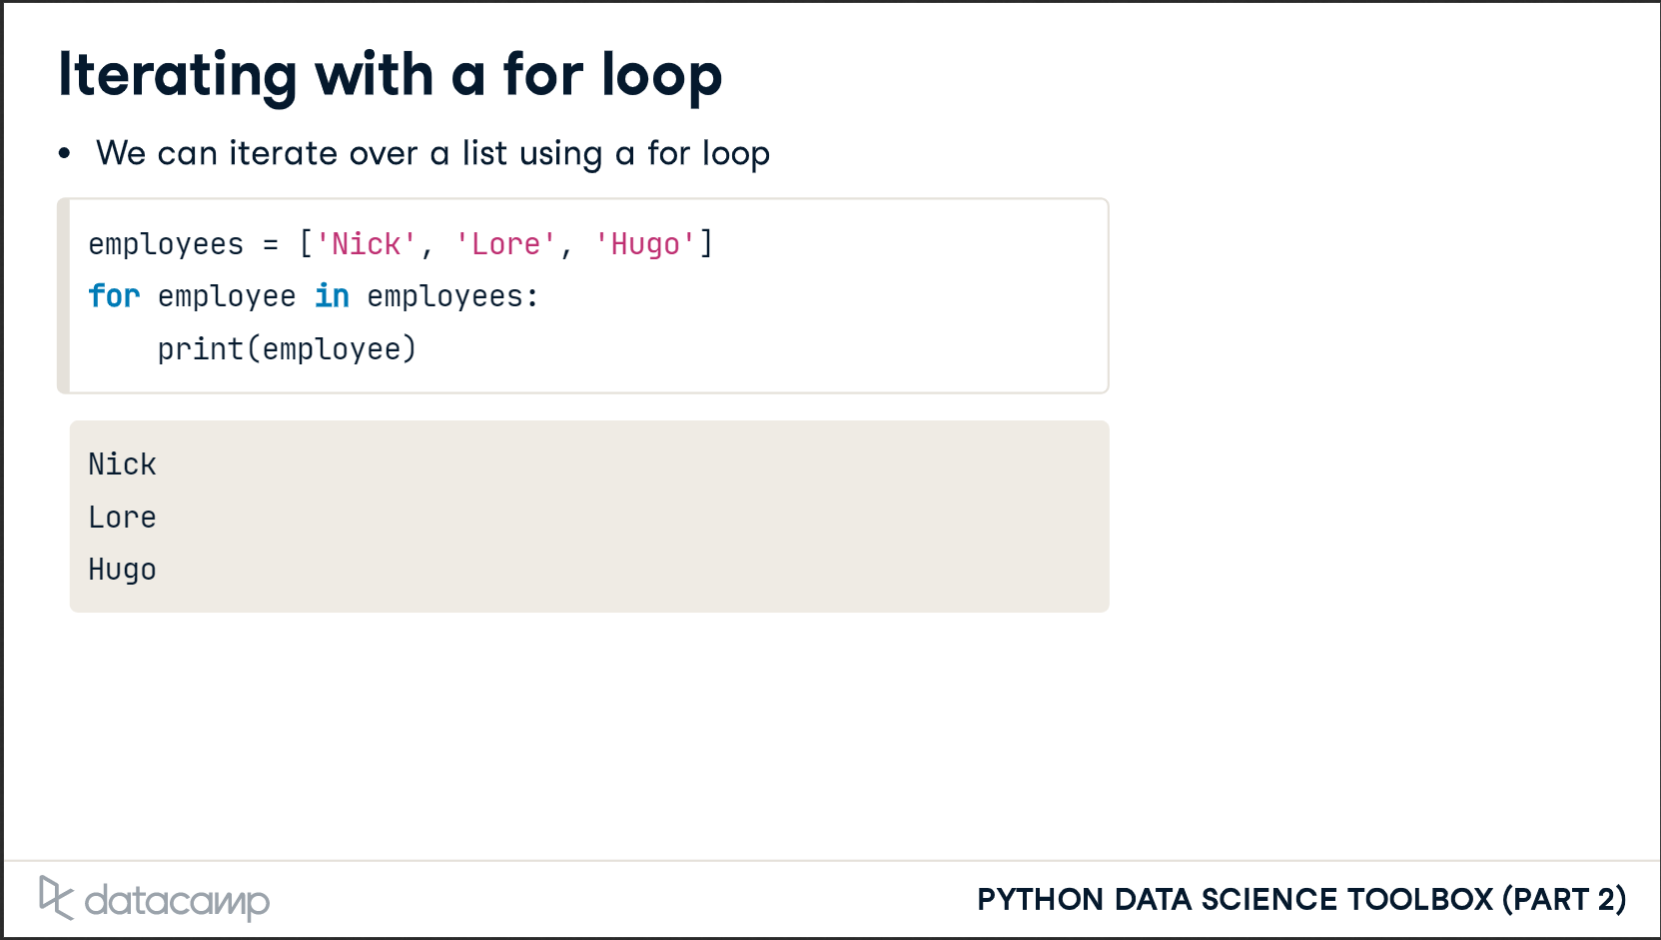 Iterating with a for loop
• We can iterate over a list using a for loop
employees = ['Nick', 'Lore', 'Hugo']
for employee in employees:
    print(employee)
Nick
Lore
Hugo
datacamp
PYTHON DATA SCIENCE TOOLBOX (PART 2)